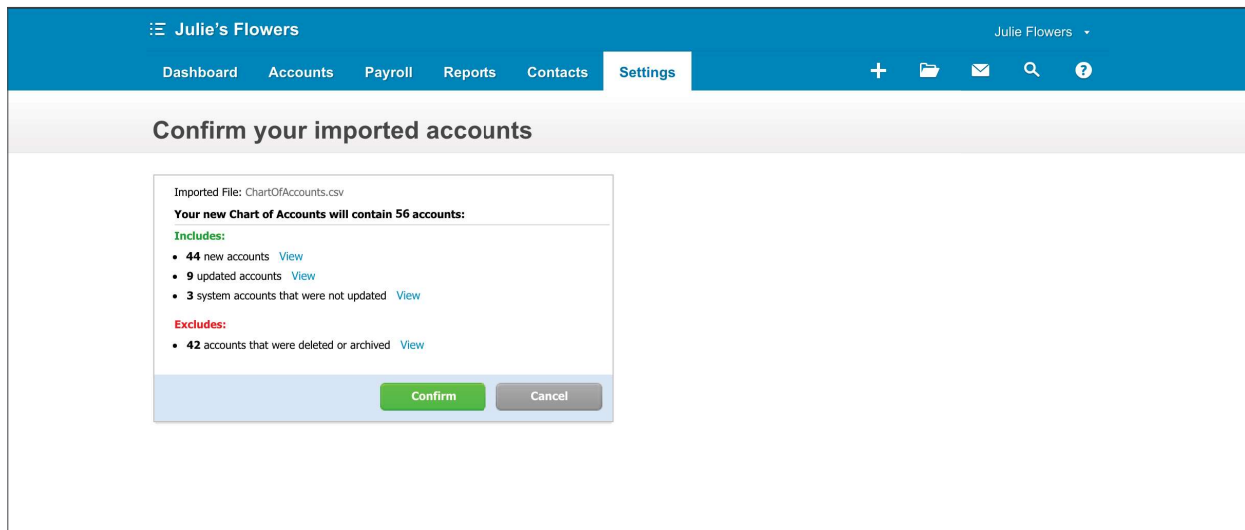 Julie's Flowers
Julie Flowers
Dashboard Accounts Payroll Reports Contacts Settings
Confirm your imported accounts
Imported File: ChartOfAccounts.csv
Your new Chart of Accounts will contain 56 accounts:
Includes:
• 44 new accounts View
• 9 updated accounts View
• 3 system accounts that were not updated View
Excludes:
• 42 accounts that were deleted or archived View
Confirm Cancel